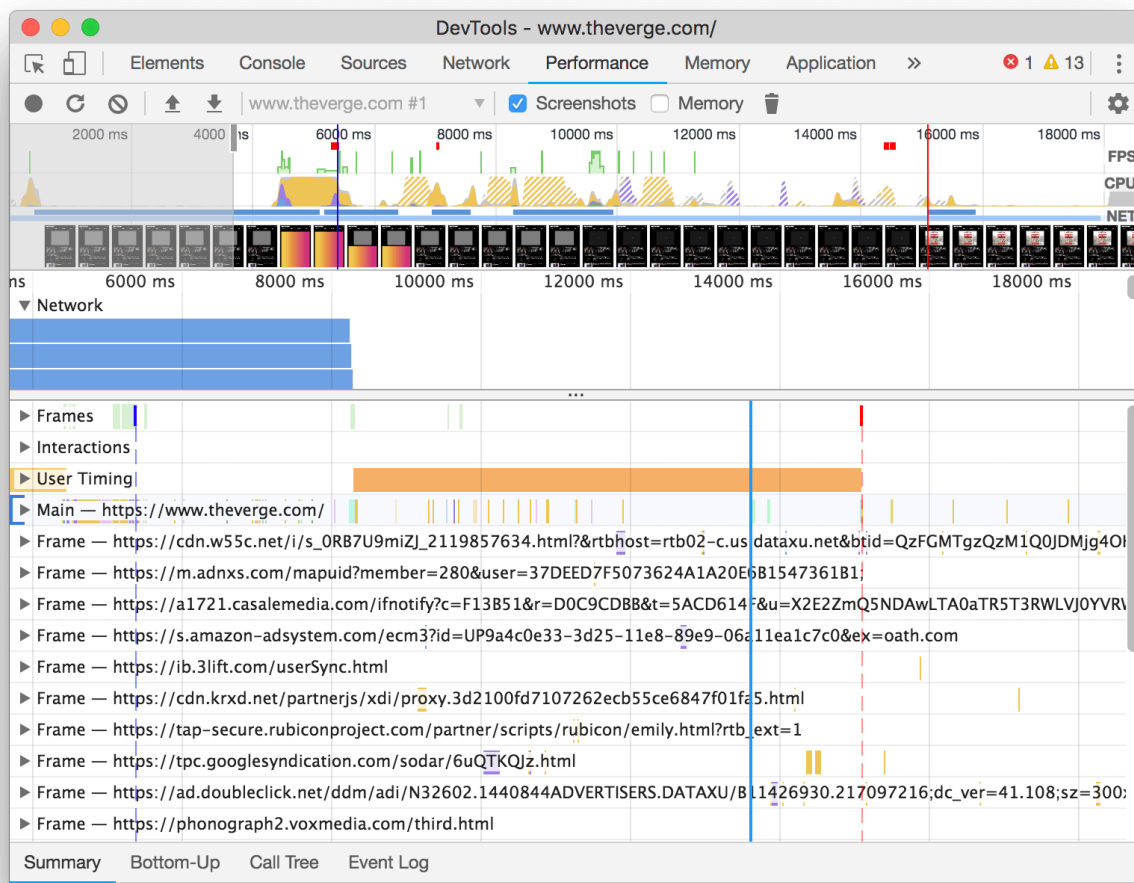 DevTools - www.theverge.com/
Elements Console Sources Network Performance Memory Application » 1 13
www.theverge.com #1 Screenshots Memory
2000 ms 4000 ms 6000 ms 8000 ms 10000 ms 12000 ms 14000 ms 16000 ms 18000 ms
FPS
CPU
NET
ms 6000 ms 8000 ms 10000 ms 12000 ms 14000 ms 16000 ms 18000 ms
Network
...
Frames
Interactions
User Timing
Main — https://www.theverge.com/
Frame — https://cdn.w55c.net/i/s_0RB7U9miZJ_2119857634.html?&rtbhost=rtb02-c.us.dataxu.net&btid=QzFGMTgzQzM1Q0JDMjg4OH
Frame — https://m.adnxs.com/mapuid?member=280&user=37DEED7F5073624A1A20E6B1547361B1;
Frame — https://a1721.casalemedia.com/ifnotify?c=F13B51&r=D0C9CDBB&t=5ACD614F&u=X2E2ZmQ5NDAwLTA0aTR5T3RWLVJ0YVRW
Frame — https://s.amazon-adsystem.com/ecm3?id=UP9a4c0e33-3d25-11e8-89e9-06a11ea1c7c0&ex=oath.com
Frame — https://ib.3lift.com/userSync.html
Frame — https://cdn.krxd.net/partnerjs/xdi/proxy.3d2100fd7107262ecb55ce6847f01fa5.html
Frame — https://tap-secure.rubiconproject.com/partner/scripts/rubicon/emily.html?rtb_ext=1
Frame — https://tpc.googlesyndication.com/sodar/6uQTKQJz.html
Frame — https://ad.doubleclick.net/ddm/adi/N32602.1440844ADVERTISERS.DATAXU/B11426930.217097216;dc_ver=41.108;sz=300x
Frame — https://phonograph2.voxmedia.com/third.html
Summary Bottom-Up Call Tree Event Log